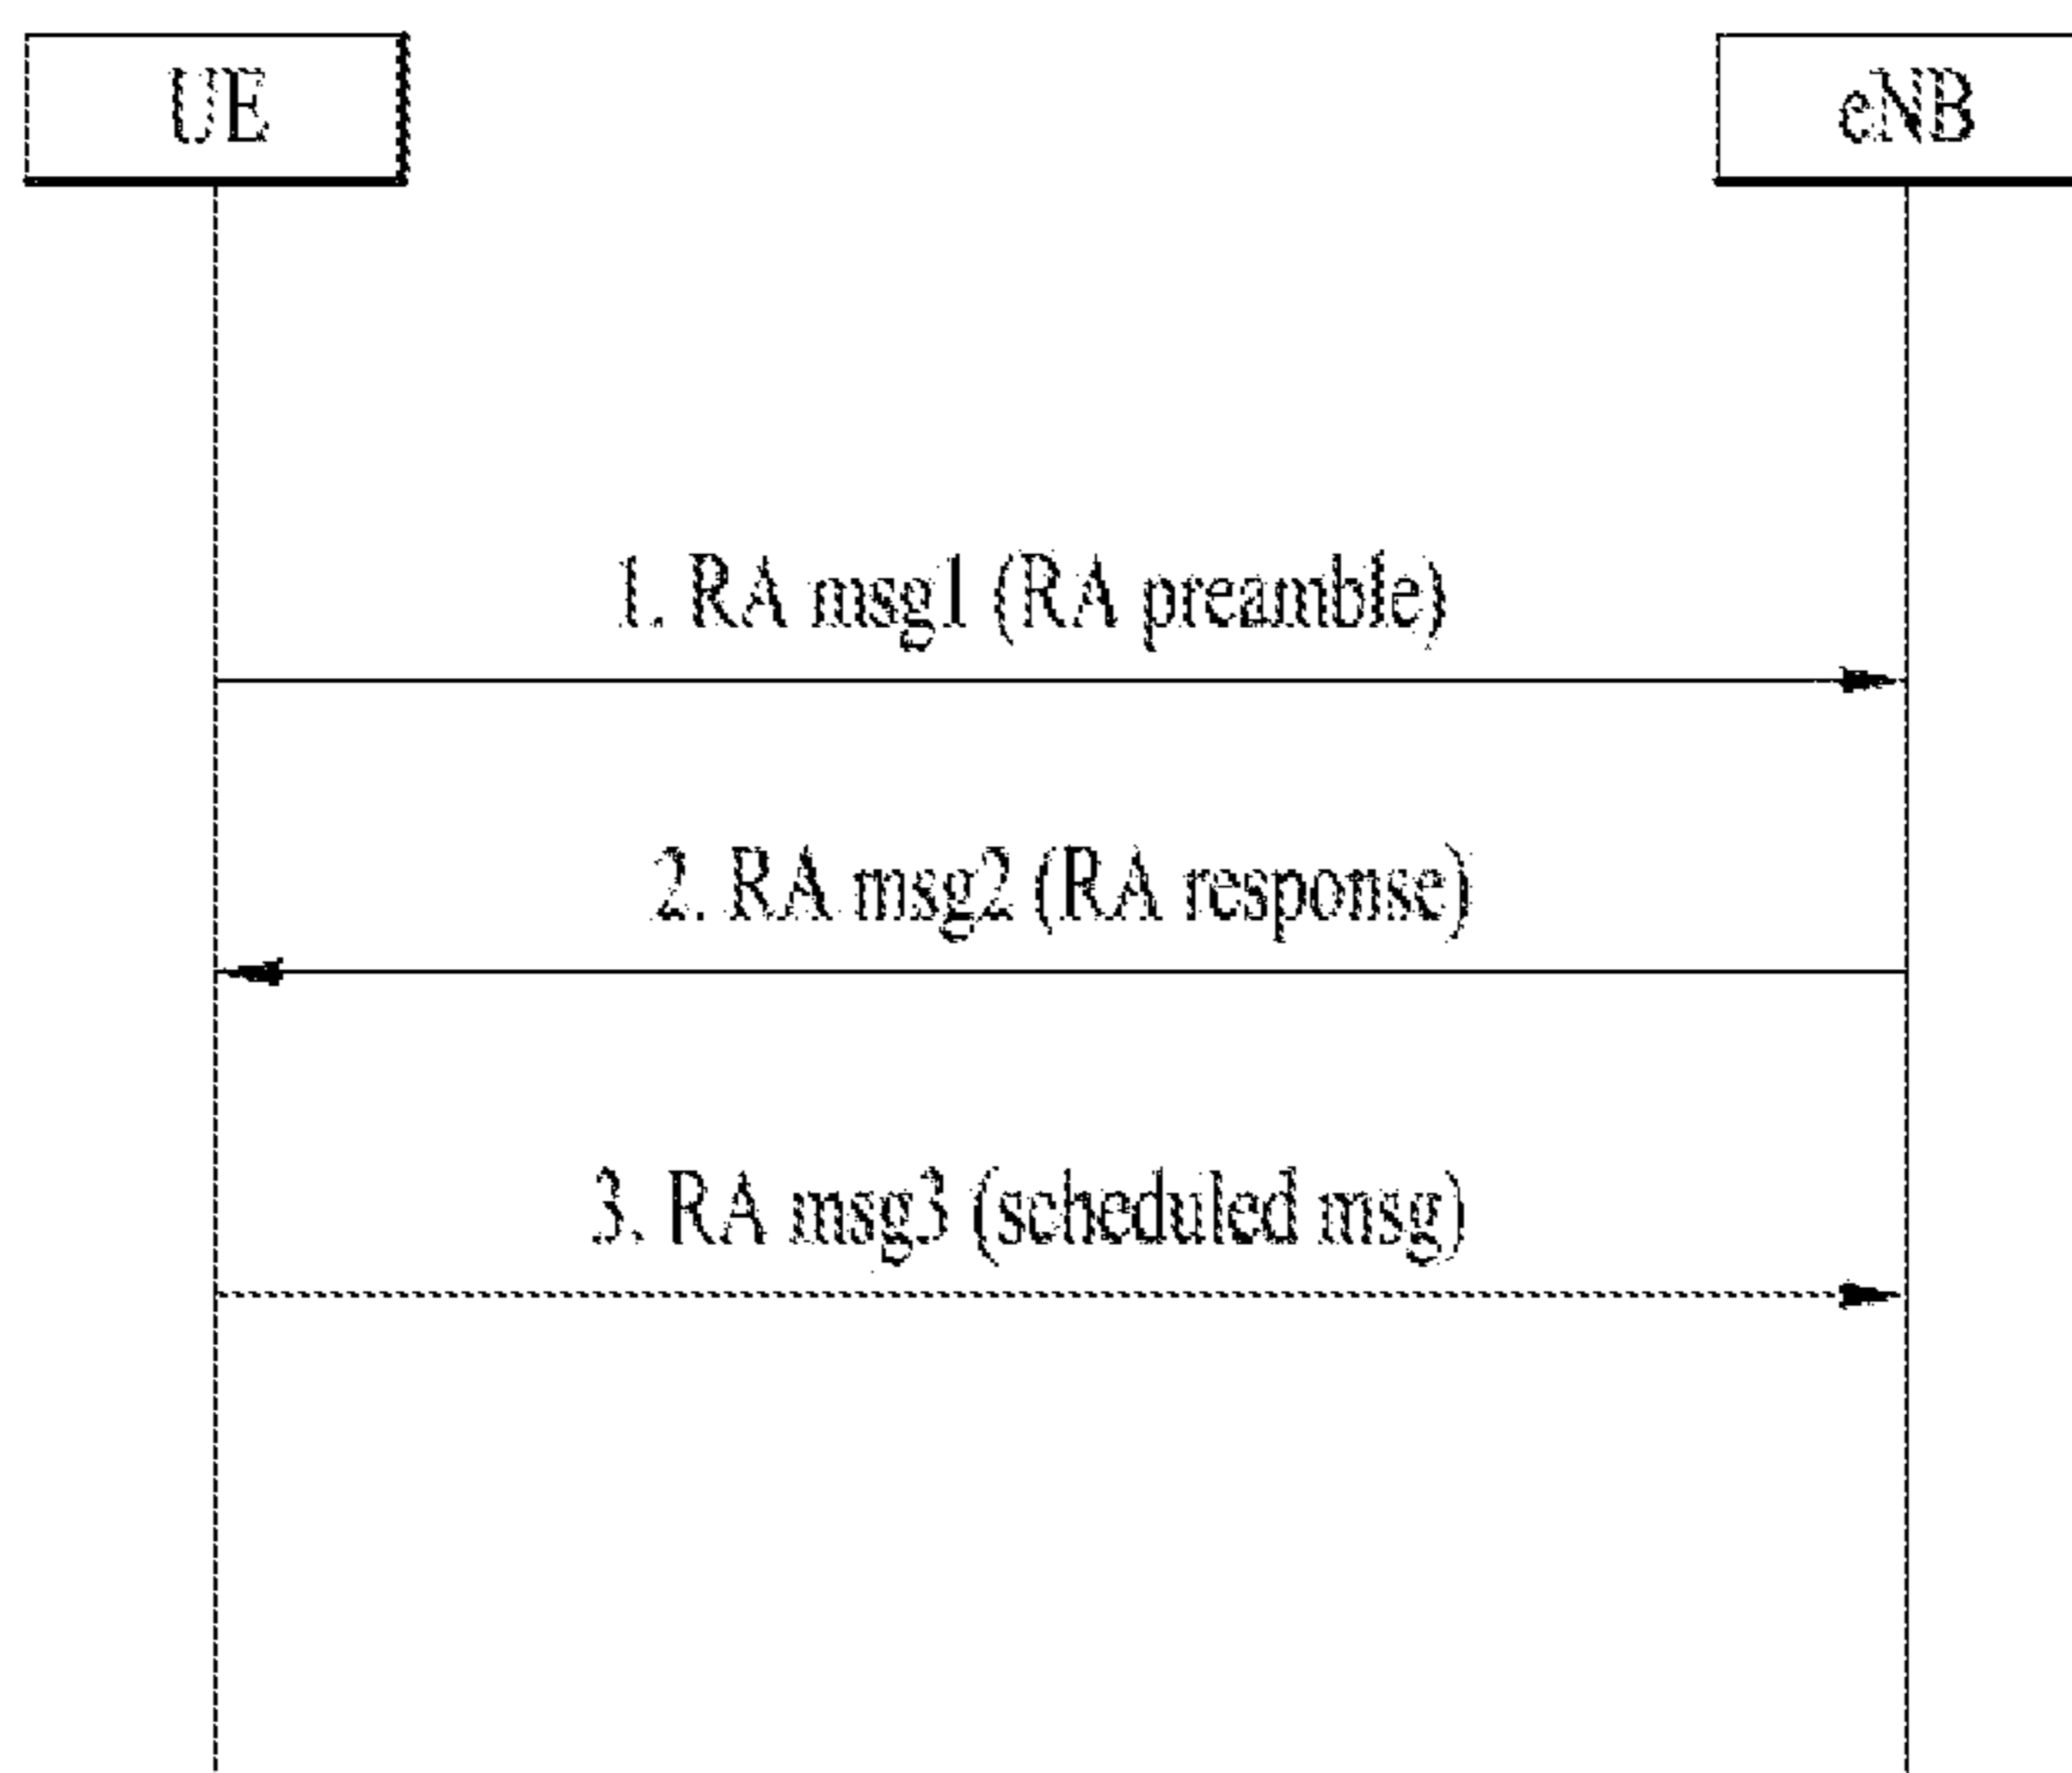 UE
eNB
1. RA msg1 (RA preamble)
2. RA msg2 (RA response)
3. RA msg3 (scheduled msg)